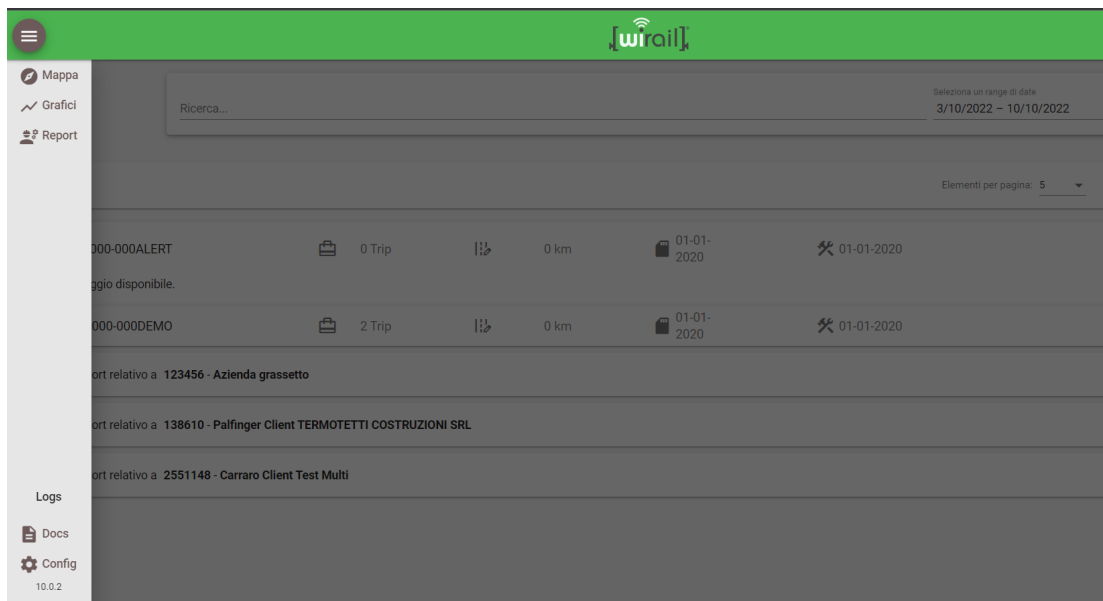 [wirail]
Mappa
Grafici
Report
Ricerca...
Seleziona un range di date
3/10/2022 – 10/10/2022
Elementi per pagina: 5
000-000ALERT 0 Trip 0 km 01-01-2020 01-01-2020
ggio disponibile.
000-000DEMO 2 Trip 0 km 01-01-2020 01-01-2020
ort relativo a 123456 - Azienda grassetto
ort relativo a 138610 - Palfinger Client TERMOTETTI COSTRUZIONI SRL
ort relativo a 2551148 - Carraro Client Test Multi
Logs
Docs
Config
10.0.2